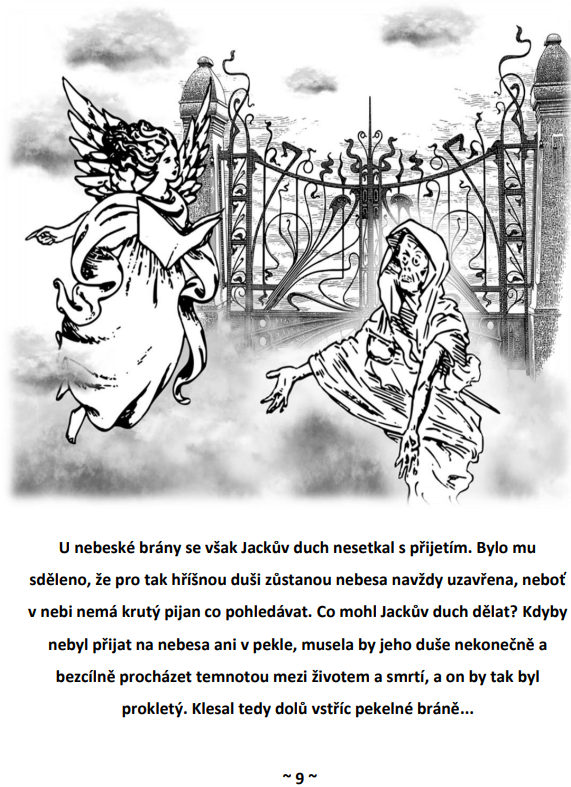 U nebeské brány se však Jackův duch nesetkal s přijetím. Bylo mu
sděleno, že pro tak hříšnou duši zůstanou nebesa navždy uzavřena, neboť
v nebi nemá krutý pijan co pohledávat. Co mohl Jackův duch dělat? Kdyby
nebyl přijat na nebesa ani v pekle, musela by jeho duše nekonečně a
bezcílně procházet temnotou mezi životem a smrtí, a on by tak byl
prokletý. Klesal tedy dolů vstříc pekelné bráně...
~ 9 ~